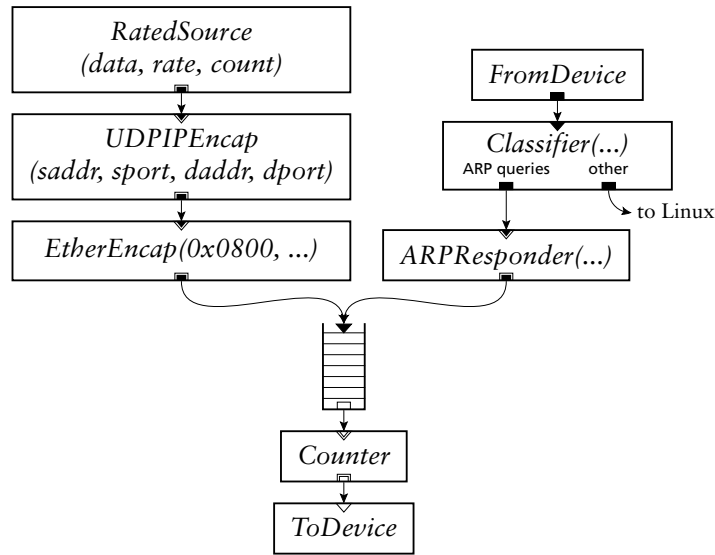 RatedSource
(data, rate, count)
FromDevice
UDPIPEncap
(saddr, sport, daddr, dport)
Classifier(...)
ARP queries other
to Linux
EtherEncap(0x0800, ...)
ARPResponder(...)
Counter
ToDevice